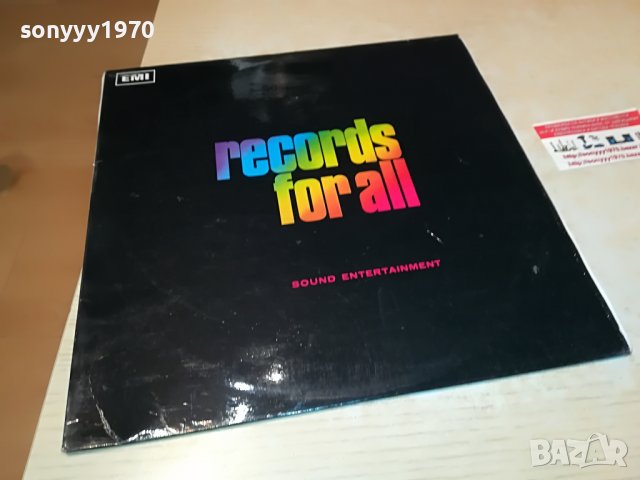 sonyyy1970
EMI
records
for all
SOUND ENTERTAINMENT
BAZAR